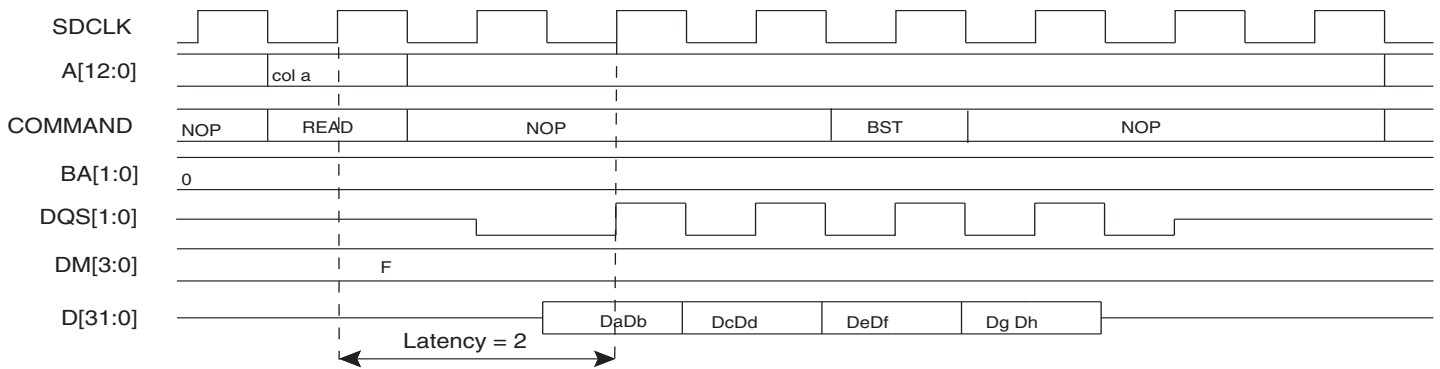 SDCLK
A[12:0] col a
COMMAND NOP READ NOP BST NOP
BA[1:0] 0
DQS[1:0]
DM[3:0] F
D[31:0] DaDb DcDd DeDf Dg Dh
Latency = 2